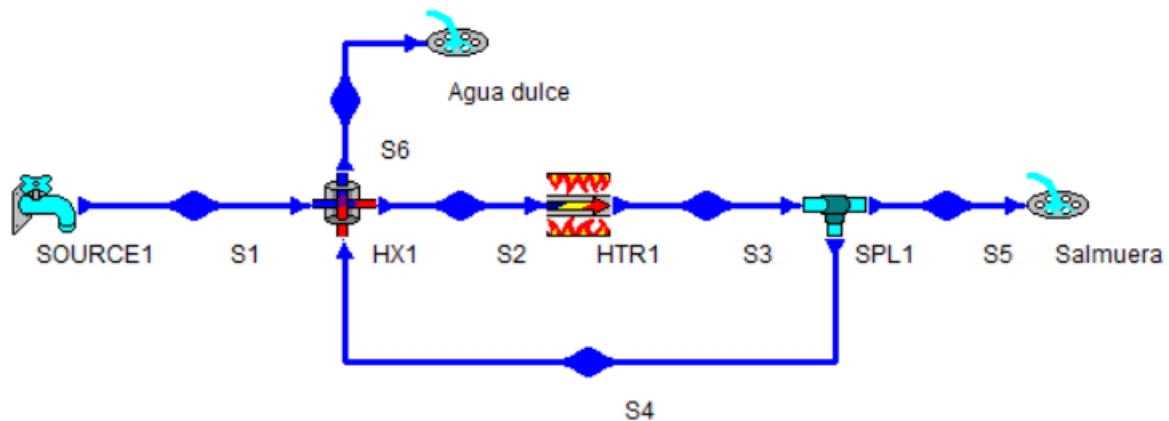 Agua dulce
S6
SOURCE1 S1 HX1 S2 HTR1 S3 SPL1 S5 Salmuera
S4